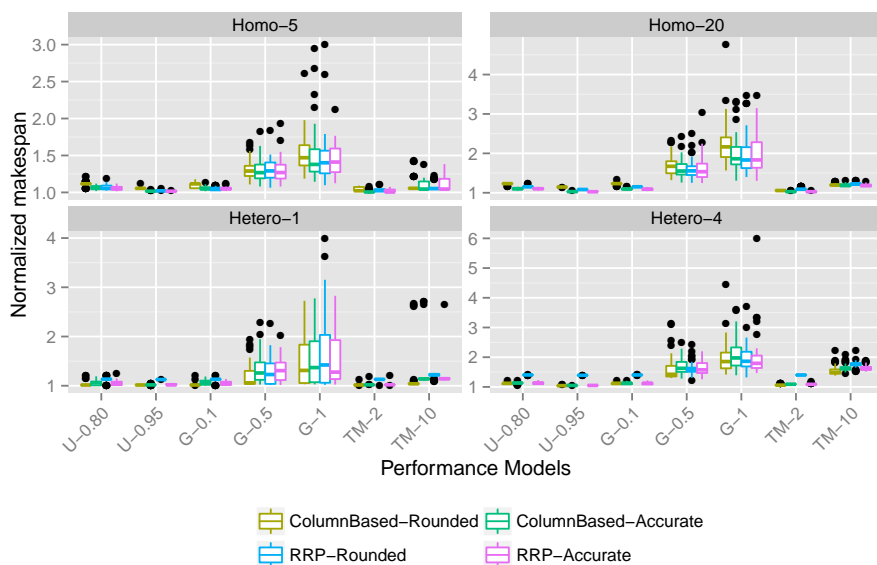 Homo−5
Homo−20
3.0
2.5
2.0
1.5
1.0
4
3
2
1
Hetero−1
Hetero−4
4
3
2
1
6
5
4
3
2
1
Normalized makespan
U−0.80
U−0.95
G−0.1
G−0.5
G−1
TM−2
TM−10
U−0.80
U−0.95
G−0.1
G−0.5
G−1
TM−2
TM−10
Performance Models
ColumnBased−Rounded
ColumnBased−Accurate
RRP−Rounded
RRP−Accurate